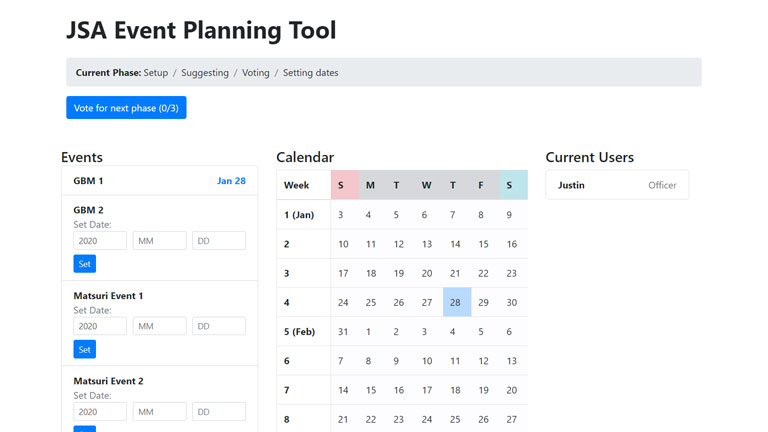 JSA Event Planning Tool
Current Phase: Setup / Suggesting / Voting / Setting dates
Vote for next phase (0/3)
Events
GBM 1 Jan 28
GBM 2
Set Date:
2020 MM DD
Set
Matsuri Event 1
Set Date:
2020 MM DD
Set
Matsuri Event 2
Set Date:
2020 MM DD
Calendar
Week S M T W T F S
1 (Jan) 3 4 5 6 7 8 9
2 10 11 12 13 14 15 16
3 17 18 19 20 21 22 23
4 24 25 26 27 28 29 30
5 (Feb) 31 1 2 3 4 5 6
6 7 8 9 10 11 12 13
7 14 15 16 17 18 19 20
8 21 22 23 24 25 26 27
Current Users
Justin Officer